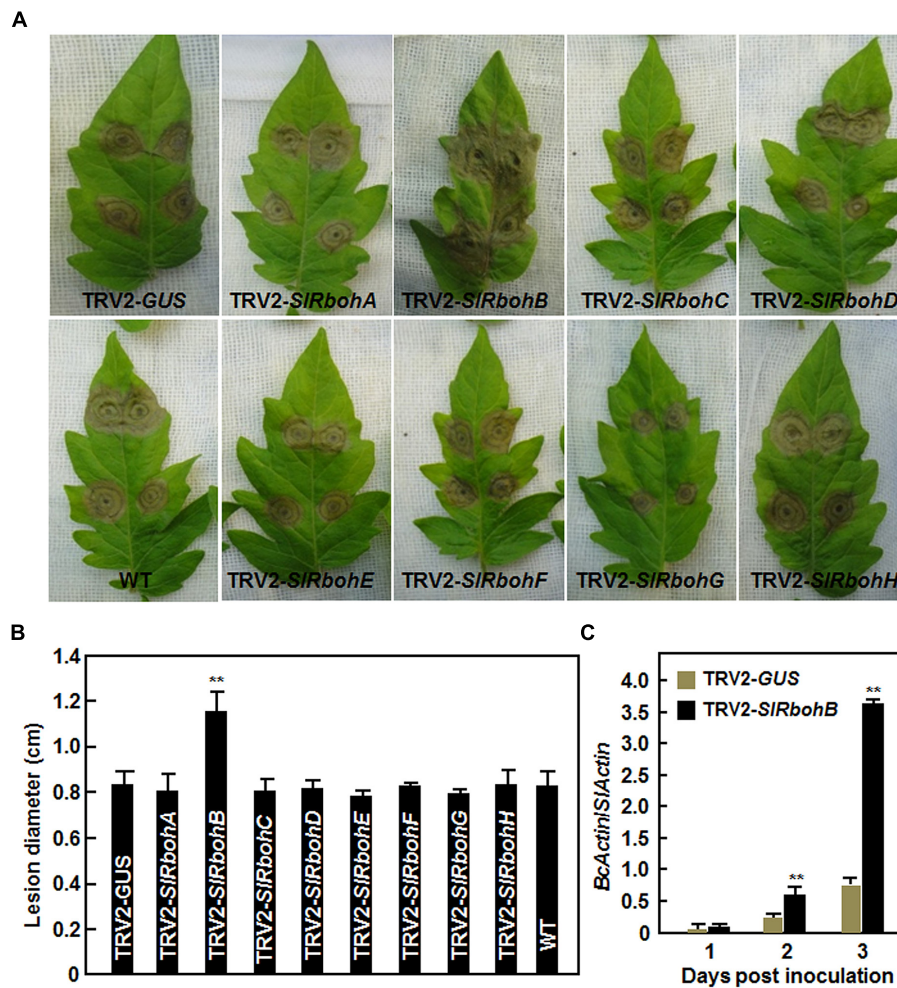 A
TRV2-GUS
TRV2-SlRbohA
TRV2-SlRbohB
TRV2-SlRbohC
TRV2-SlRbohD
WT
TRV2-SlRbohE
TRV2-SlRbohF
TRV2-SlRbohG
TRV2-SlRbohH
B
Lesion diameter (cm)
1.4
1.2
1.0
0.8
0.6
0.4
0.2
0
**
TRV2-GUS
TRV2-SlRbohA
TRV2-SlRbohB
TRV2-SlRbohC
TRV2-SlRbohD
TRV2-SlRbohE
TRV2-SlRbohF
TRV2-SlRbohG
TRV2-SlRbohH
WT
C
BcActin/SlActin
4.0
3.5
3.0
2.5
2.0
1.0
0.5
0
TRV2-GUS
TRV2-SlRbohB
**
**
1 2 3
Days post inoculation